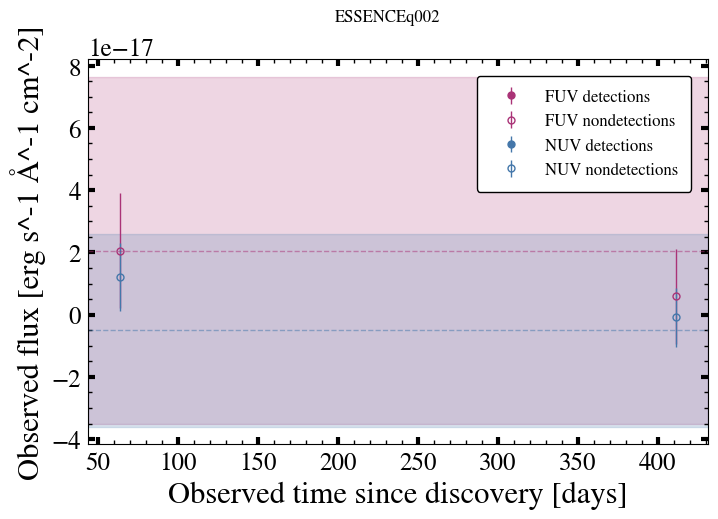 ESSENCEq002
1e−17
8
6
4
2
0
−2
−4
Observed flux [erg s^-1 Å^-1 cm^-2]
FUV detections
FUV nondetections
NUV detections
NUV nondetections
50 100 150 200 250 300 350 400
Observed time since discovery [days]